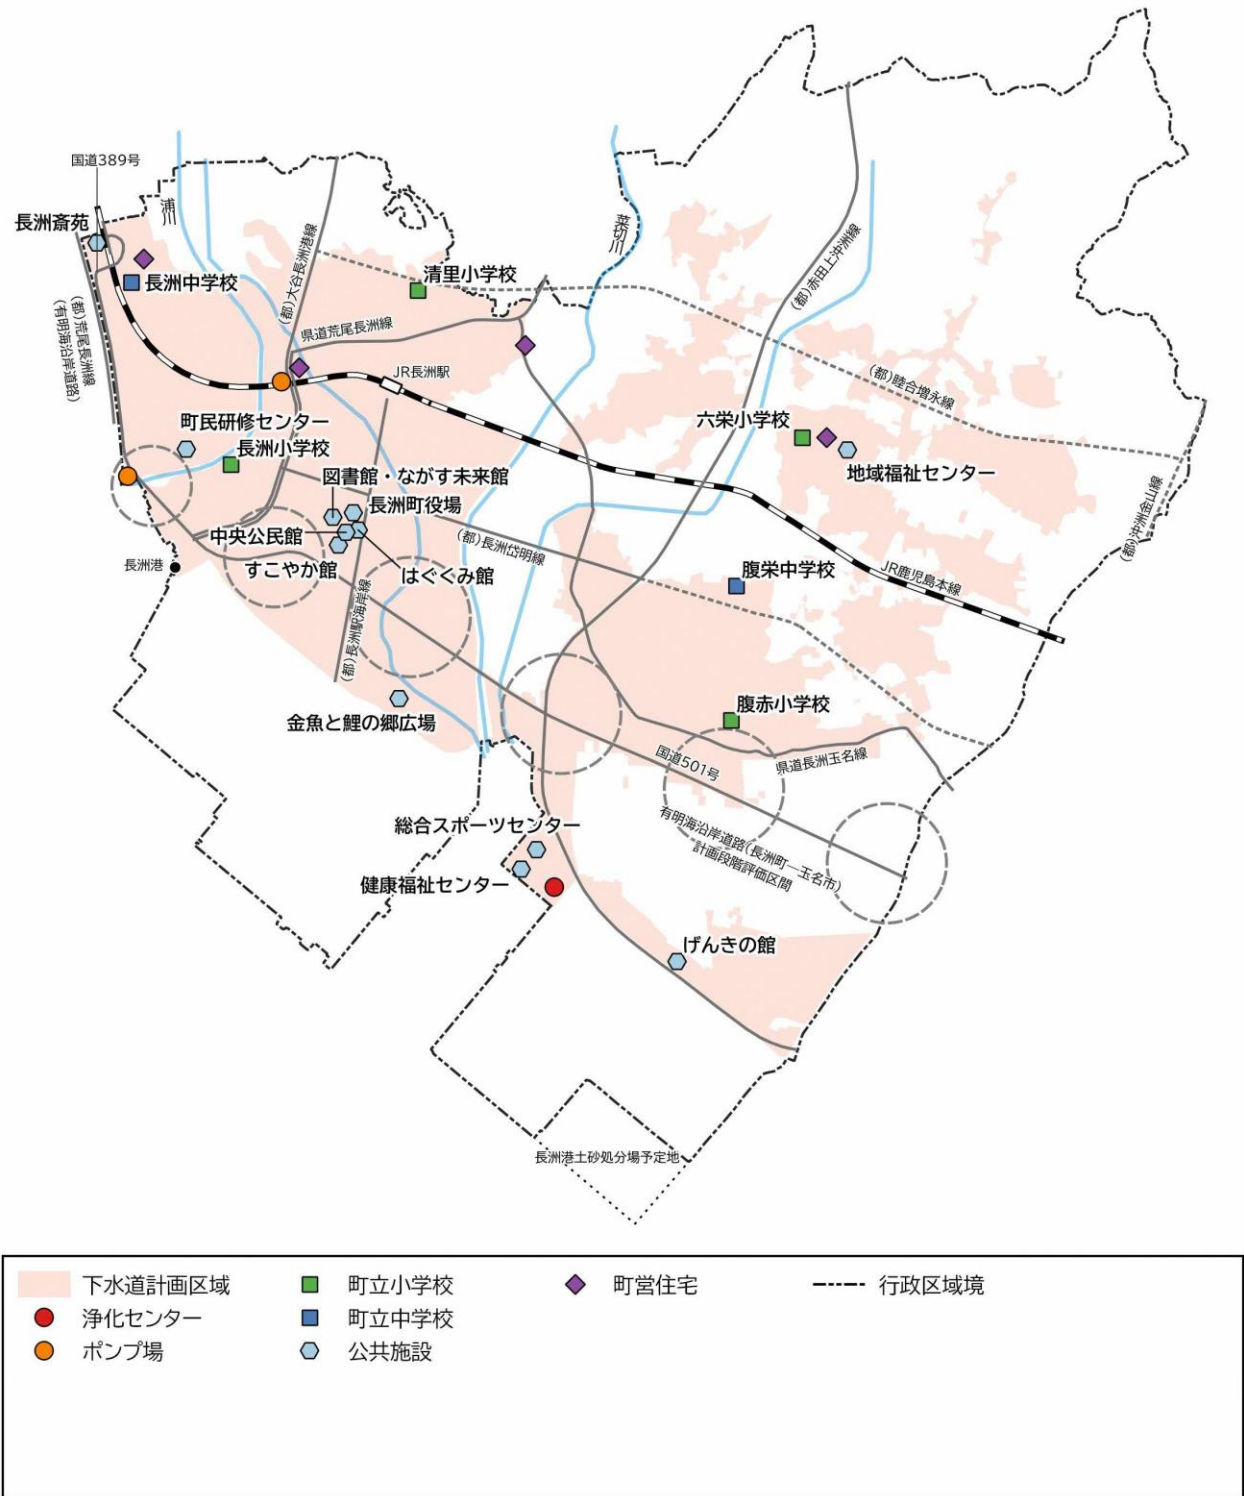 国道389号
浦川
長洲斎苑
菜切川
(都)大谷長洲港線
(都)赤田上沖洲線
清里小学校
長洲中学校
(都)荒尾長洲線
(有明海沿岸道路)
県道荒尾長洲線
JR長洲駅
(都)睦合増永線
町民研修センター
六栄小学校
長洲小学校
地域福祉センター
図書館・ながす未来館
長洲町役場
(都)沖洲金山線
中央公民館
(都)長洲岱明線
長洲港
すこやか館
はぐくみ館
腹栄中学校
JR鹿児島本線
(都)長洲駅海岸線
金魚と鯉の郷広場
腹赤小学校
国道501号
県道長洲玉名線
総合スポーツセンター
有明海沿岸道路(長洲町―玉名市)
計画段階評価区間
健康福祉センター
げんきの館
長洲港土砂処分場予定地
下水道計画区域
町立小学校
町営住宅
行政区域境
浄化センター
町立中学校
ポンプ場
公共施設